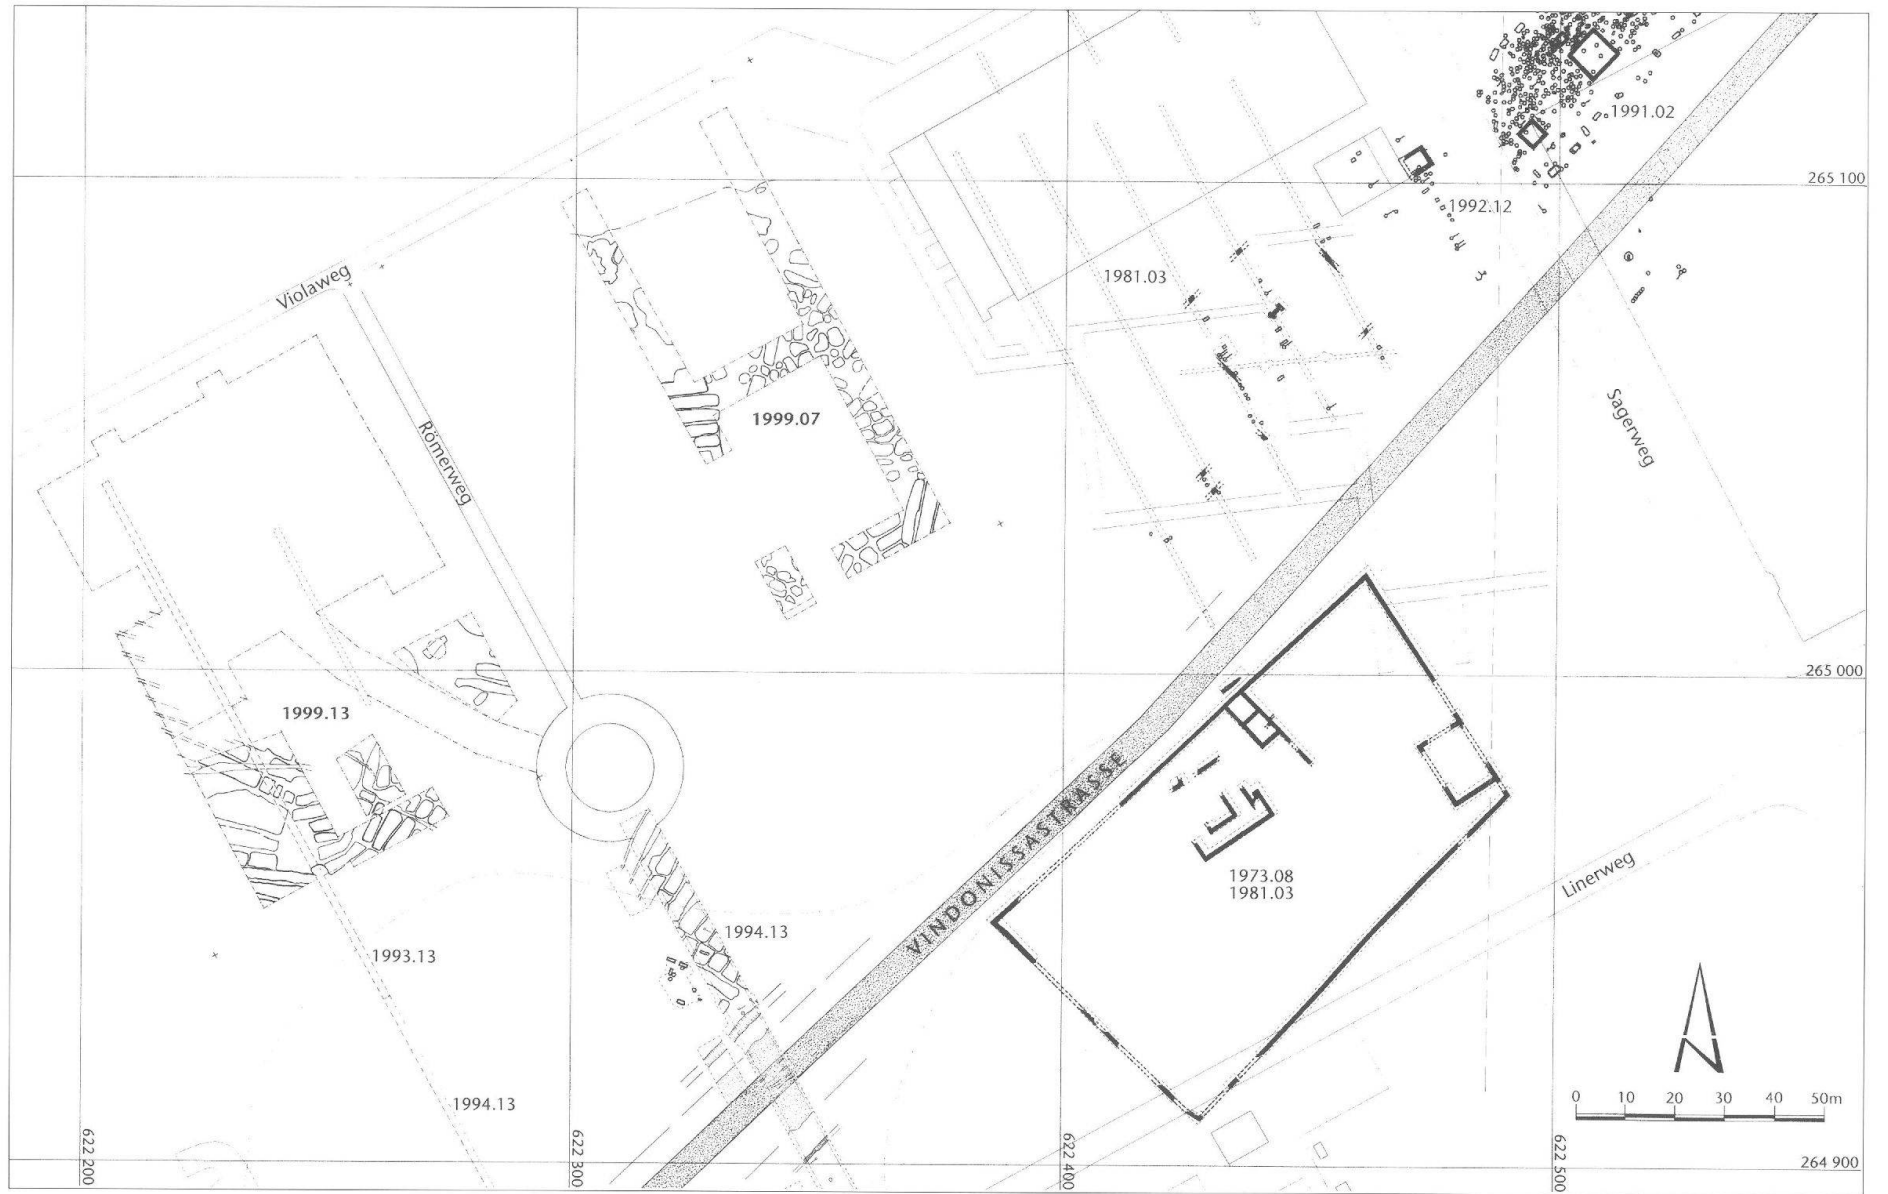 1991.02
265 100
1992.12
1981.03
Violaweg
Römerweg
1999.07
Sagerweg
265 000
1999.13
VINDONISSASTRASSE
1973.08
1981.03
Linerweg
1994.13
1993.13
1994.13
0 10 20 30 40 50m
622 200
622 300
622 400
622 500
264 900